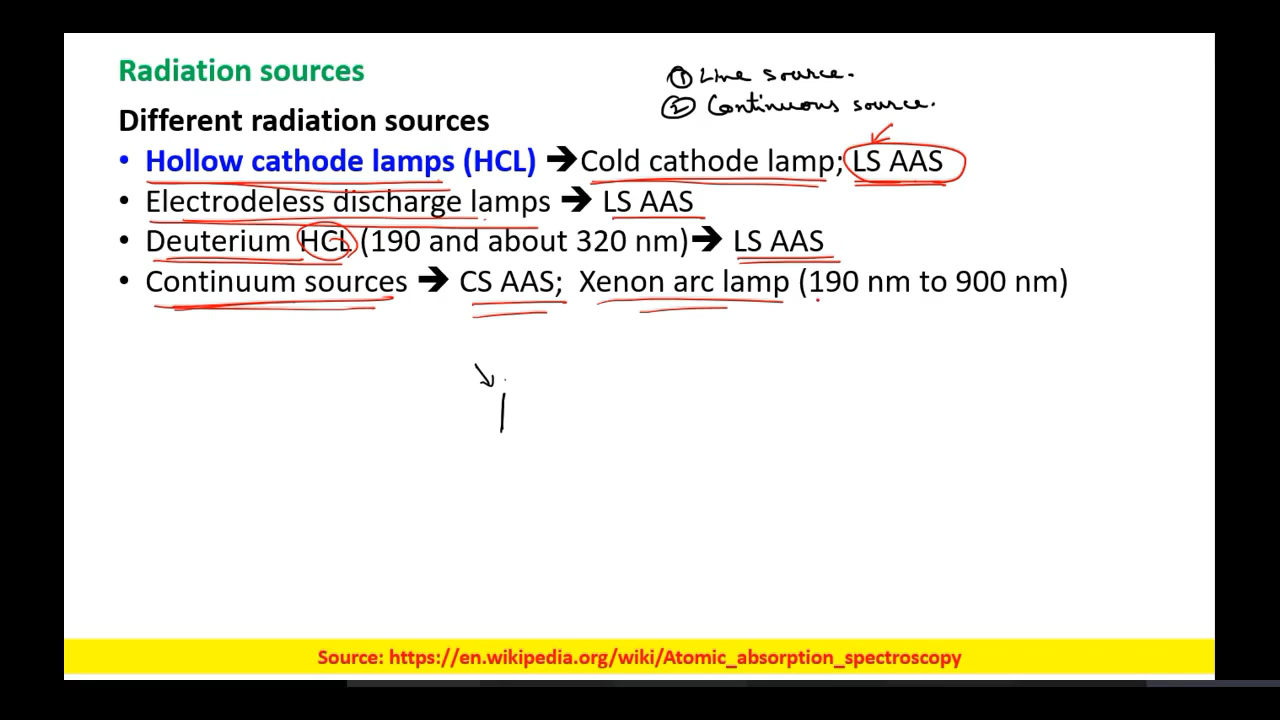 Radiation sources
① Line source.
② Continuous source.
Different radiation sources
• Hollow cathode lamps (HCL) ➔Cold cathode lamp; LS AAS
• Electrodeless discharge lamps ➔ LS AAS
• Deuterium HCL (190 and about 320 nm)➔ LS AAS
• Continuum sources ➔ CS AAS; Xenon arc lamp (190 nm to 900 nm)
Source: https://en.wikipedia.org/wiki/Atomic_absorption_spectroscopy